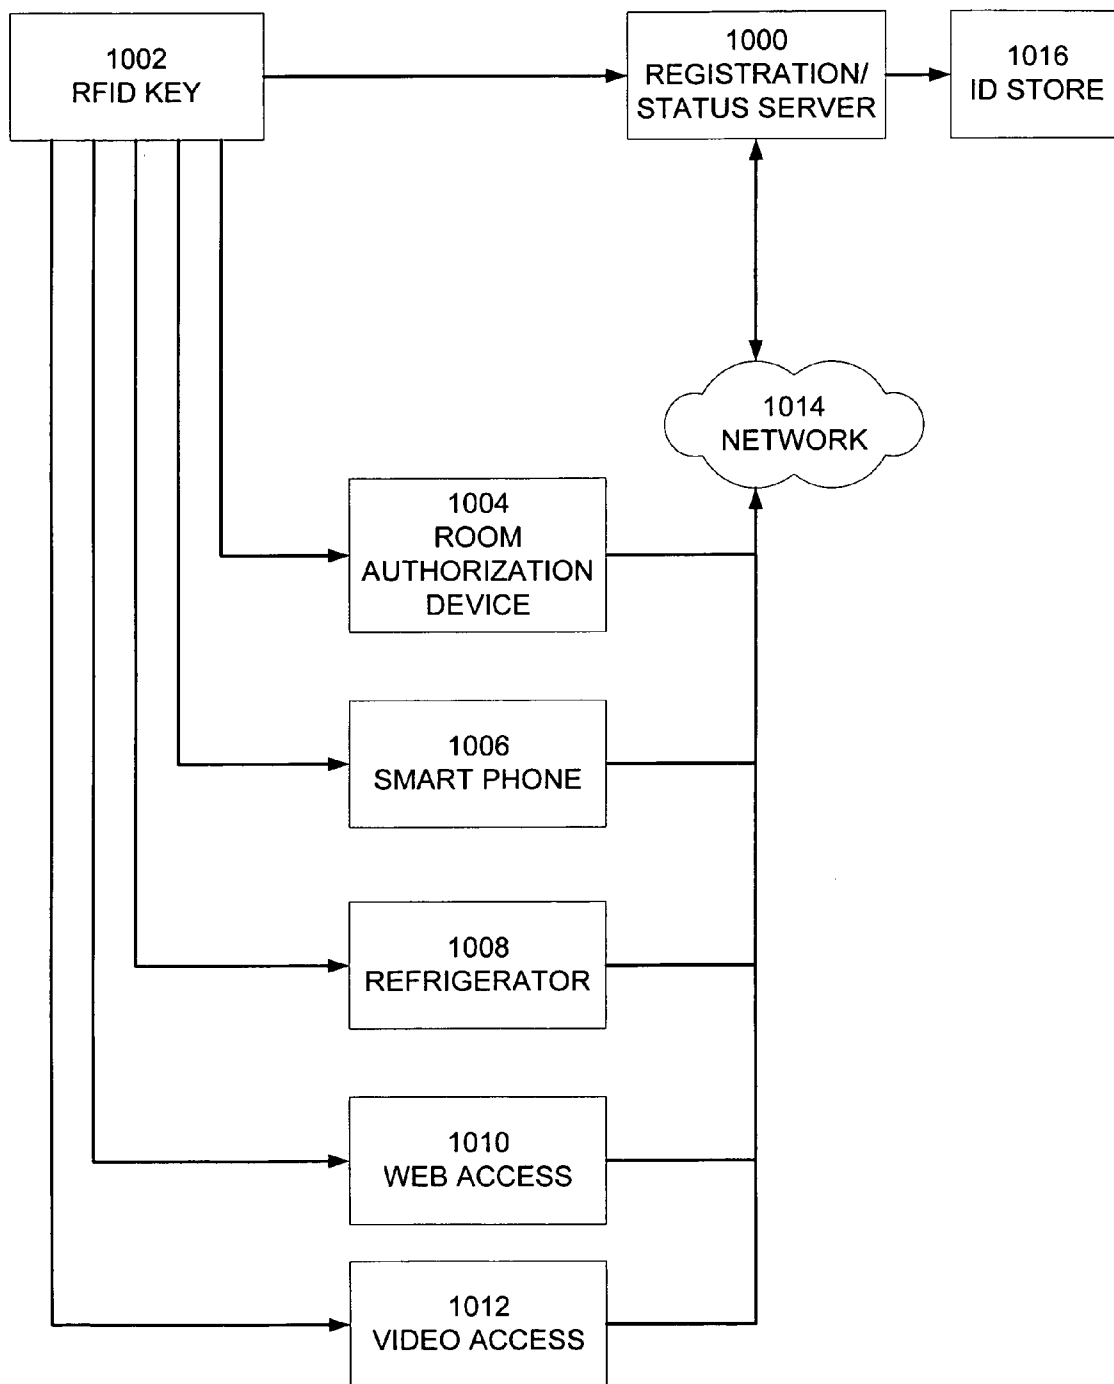 1002
RFID KEY
1000
REGISTRATION/
STATUS SERVER
1016
ID STORE
1014
NETWORK
1004
ROOM
AUTHORIZATION
DEVICE
1006
SMART PHONE
1008
REFRIGERATOR
1010
WEB ACCESS
1012
VIDEO ACCESS